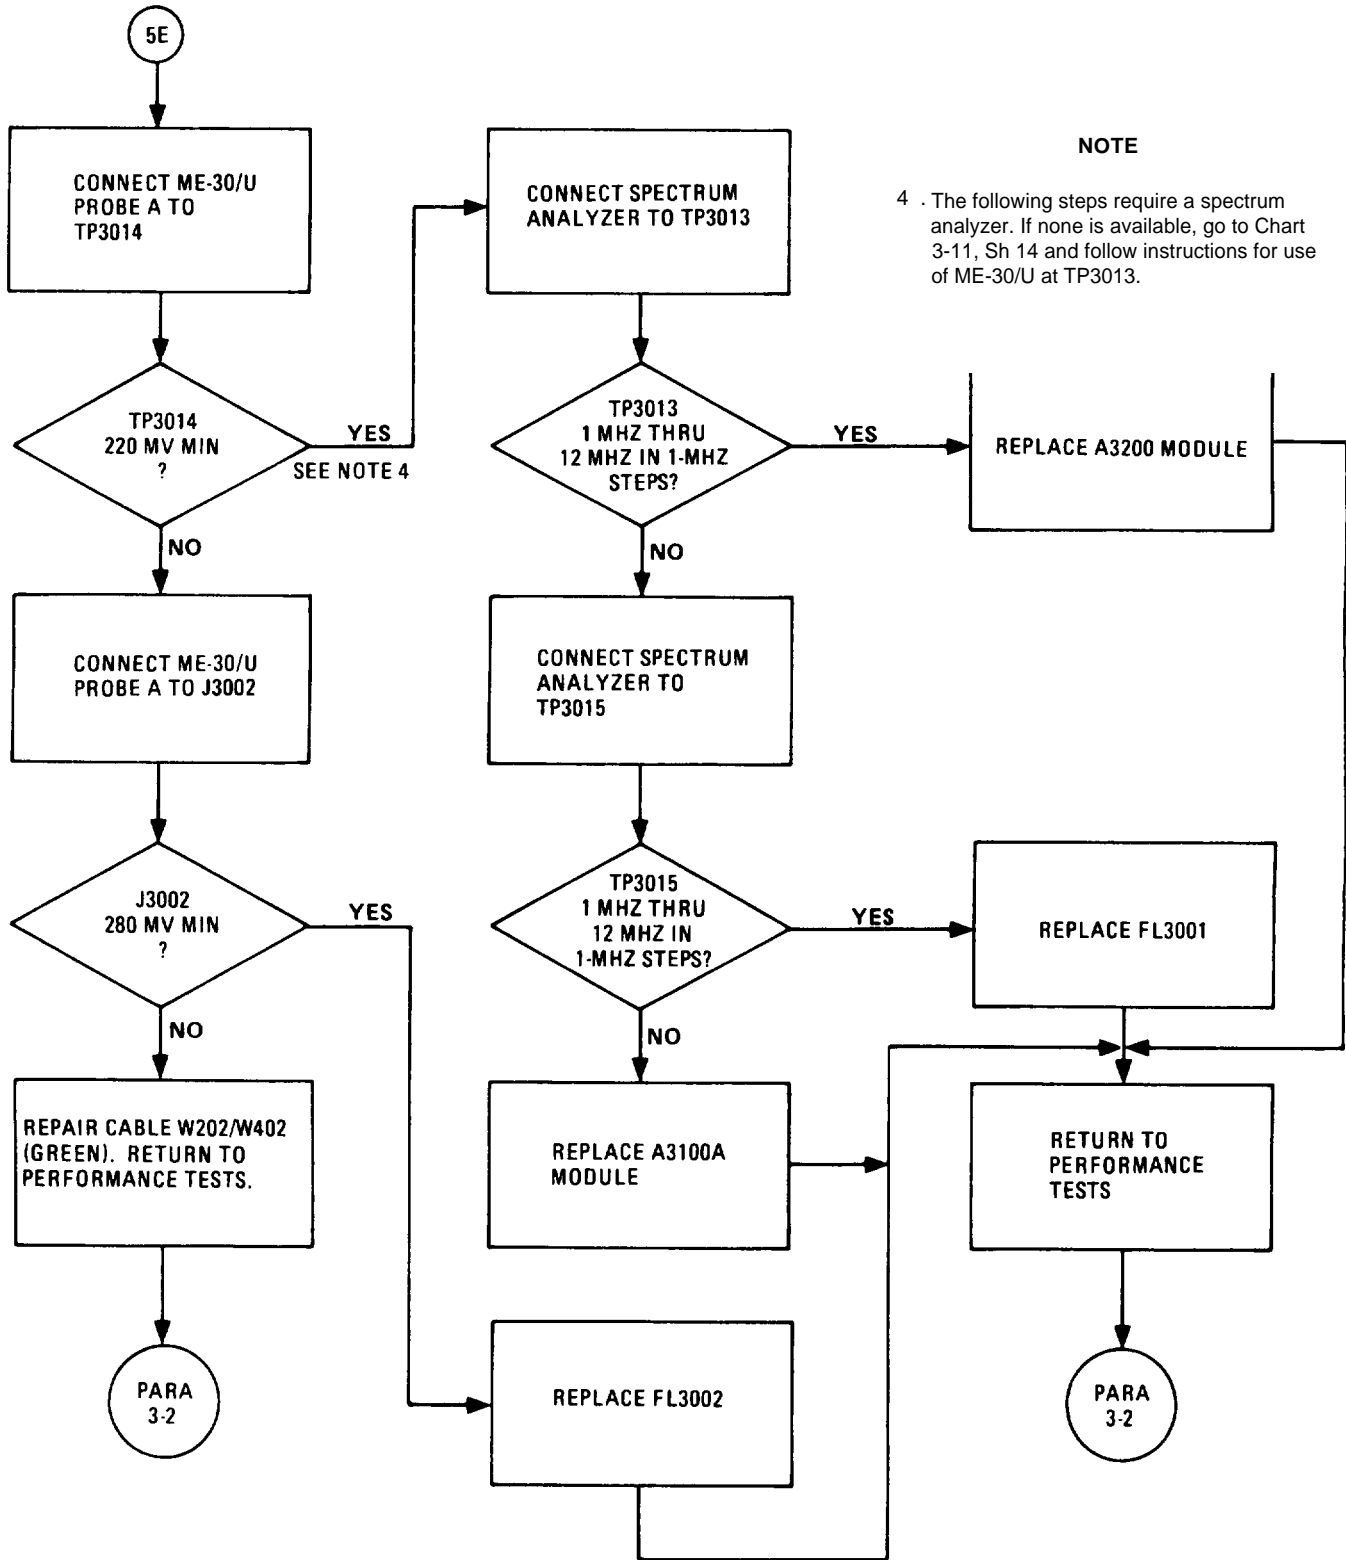 5E
CONNECT ME-30/U
PROBE A TO
TP3014
TP3014
220 MV MIN
?
YES
SEE NOTE 4
NO
CONNECT ME-30/U
PROBE A TO J3002
J3002
280 MV MIN
?
YES
NO
REPAIR CABLE W202/W402
(GREEN). RETURN TO
PERFORMANCE TESTS.
PARA
3-2
CONNECT SPECTRUM
ANALYZER TO TP3013
TP3013
1 MHZ THRU
12 MHZ IN 1-MHZ
STEPS?
YES
NO
CONNECT SPECTRUM
ANALYZER TO
TP3015
TP3015
1 MHZ THRU
12 MHZ IN
1-MHZ STEPS?
YES
NO
REPLACE A3100A
MODULE
REPLACE FL3002
NOTE
4 . The following steps require a spectrum
analyzer. If none is available, go to Chart
3-11, Sh 14 and follow instructions for use
of ME-30/U at TP3013.
REPLACE A3200 MODULE
REPLACE FL3001
RETURN TO
PERFORMANCE
TESTS
PARA
3-2